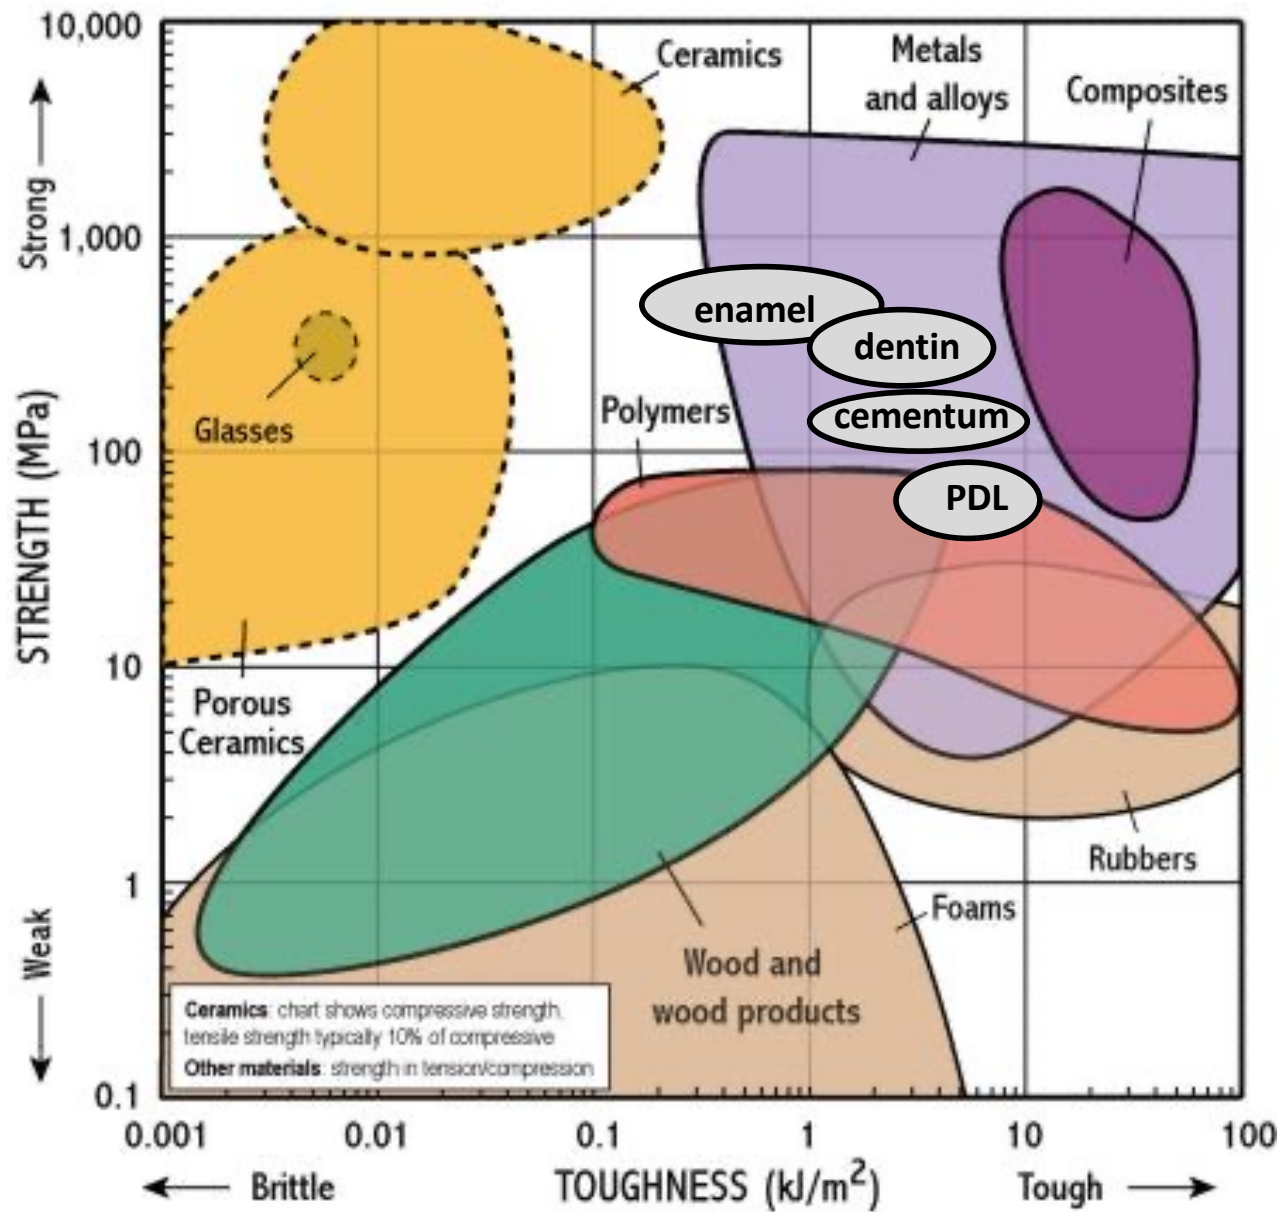 10,000
Ceramics
Metals
and alloys
Composites
Strong
1,000
enamel
dentin
Polymers
cementum
Glasses
100
STRENGTH (MPa)
PDL
10
Porous
Ceramics
Rubbers
1
Foams
Weak
Wood and
wood products
Ceramics: chart shows compressive strength,
tensile strength typically 10% of compressive
Other materials: strength in tension/compression
0.1
0.001 0.01 0.1 1 10 100
Brittle TOUGHNESS (kJ/m²) Tough